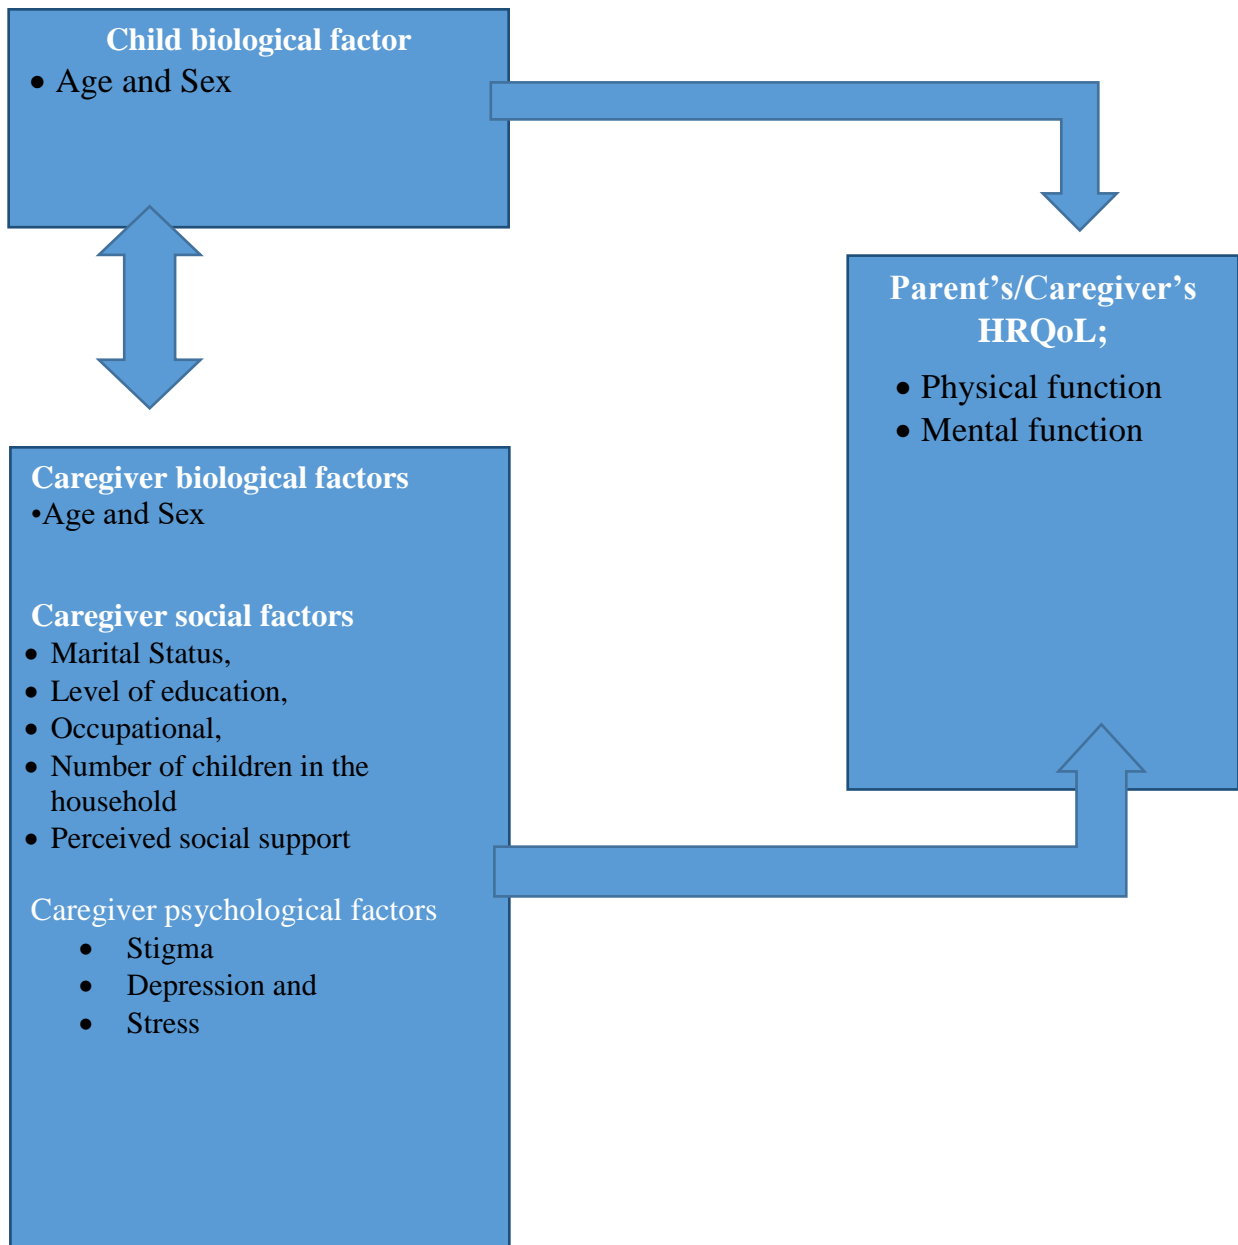 Child biological factor
• Age and Sex
Parent’s/Caregiver’s
HRQoL;
• Physical function
• Mental function
Caregiver biological factors
•Age and Sex
Caregiver social factors
• Marital Status,
• Level of education,
• Occupational,
• Number of children in the
household
• Perceived social support
Caregiver psychological factors
• Stigma
• Depression and
• Stress